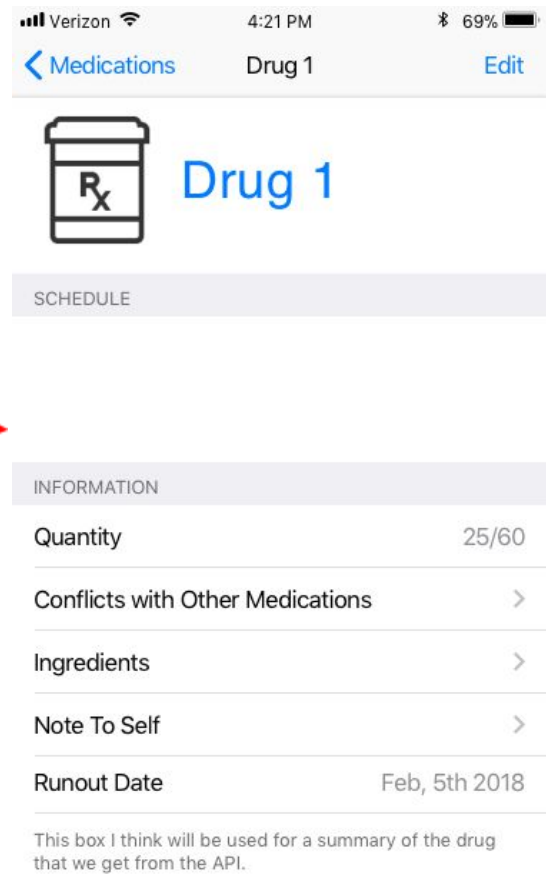 Verizon 4:21 PM 69%
Medications Drug 1 Edit
Rx Drug 1
SCHEDULE
INFORMATION
Quantity 25/60
Conflicts with Other Medications
Ingredients
Note To Self
Runout Date Feb, 5th 2018
This box I think will be used for a summary of the drug
that we get from the API.